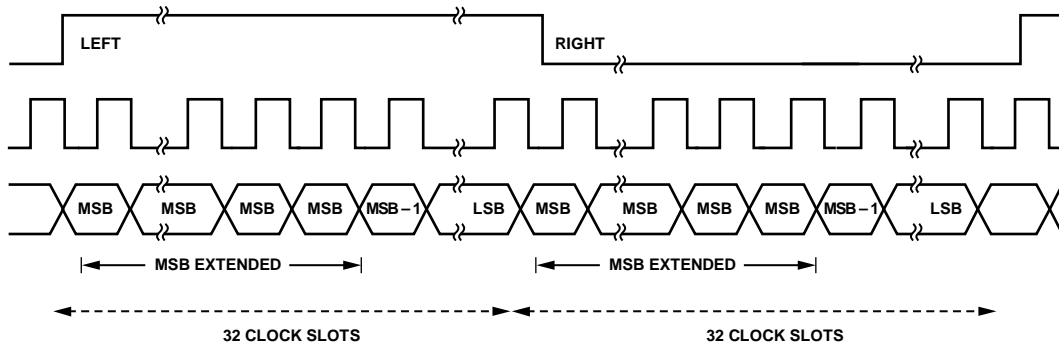 LEFT RIGHT
MSB MSB MSB MSB MSB–1 LSB MSB MSB MSB MSB MSB–1 LSB
MSB EXTENDED MSB EXTENDED
32 CLOCK SLOTS 32 CLOCK SLOTS